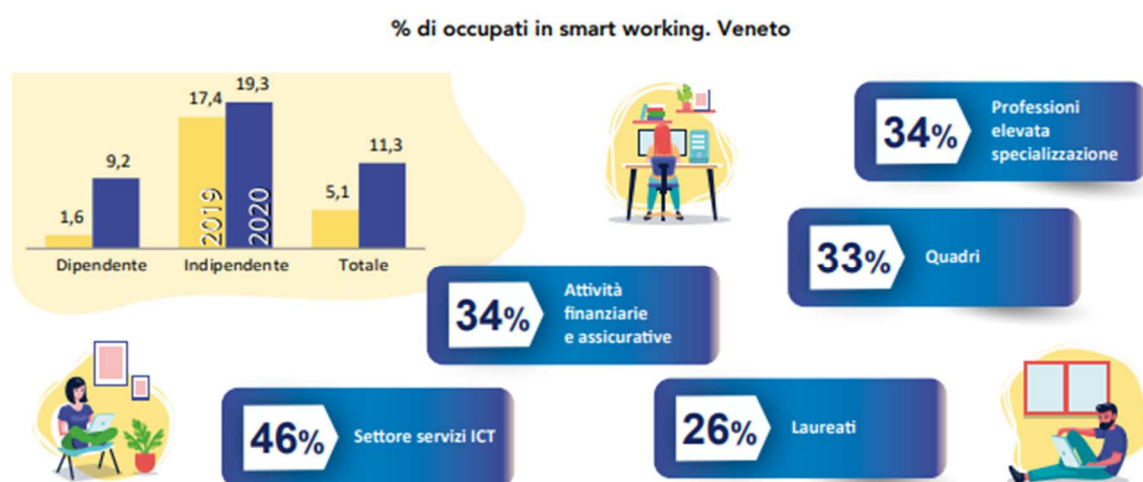 % di occupati in smart working. Veneto
1,6
9,2
17,4
19,3
5,1
11,3
2019
2020
Dipendente
Indipendente
Totale
34%
Professioni
elevata
specializzazione
33%
Quadri
34%
Attività
finanziarie
e assicurative
46%
Settore servizi ICT
26%
Laureati